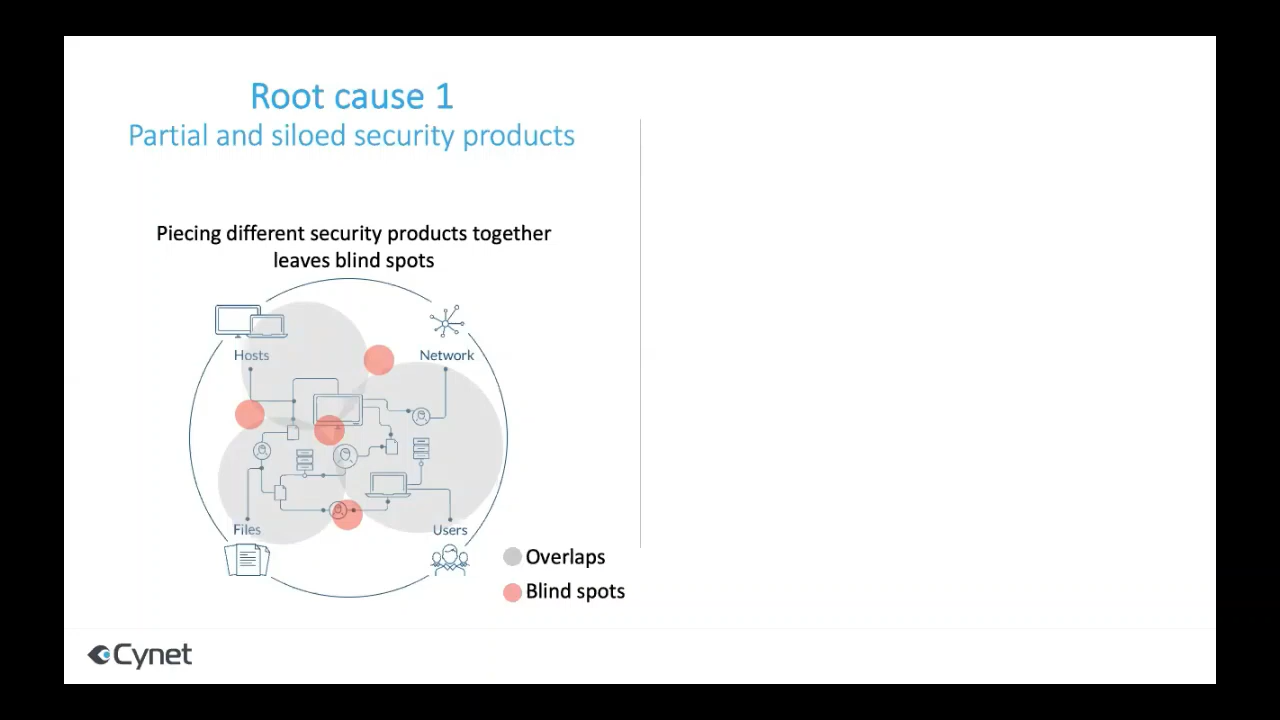 Root cause 1
Partial and siloed security products
Piecing different security products together
leaves blind spots
Hosts
Network
Files
Users
Overlaps
Blind spots
Cynet